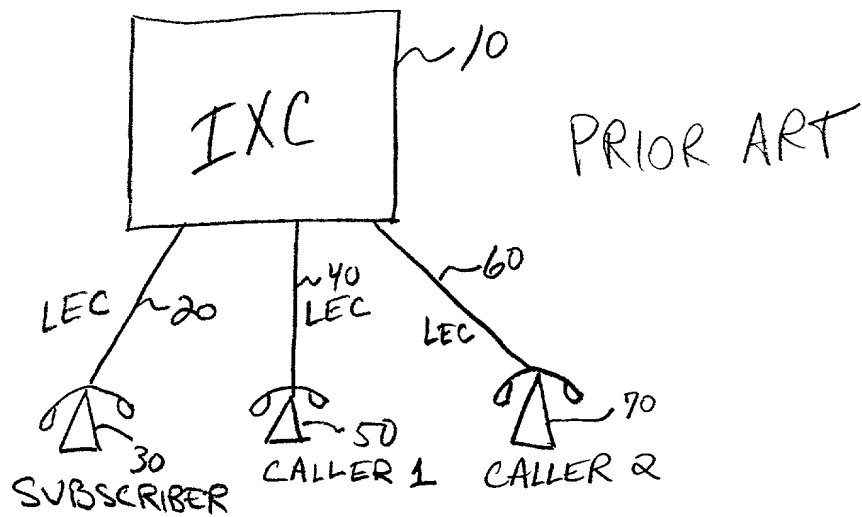 10
IXC
PRIOR ART
60
40
LEC
20
LEC
LEC
70
50
30
CALLER 1
CALLER 2
SUBSCRIBER